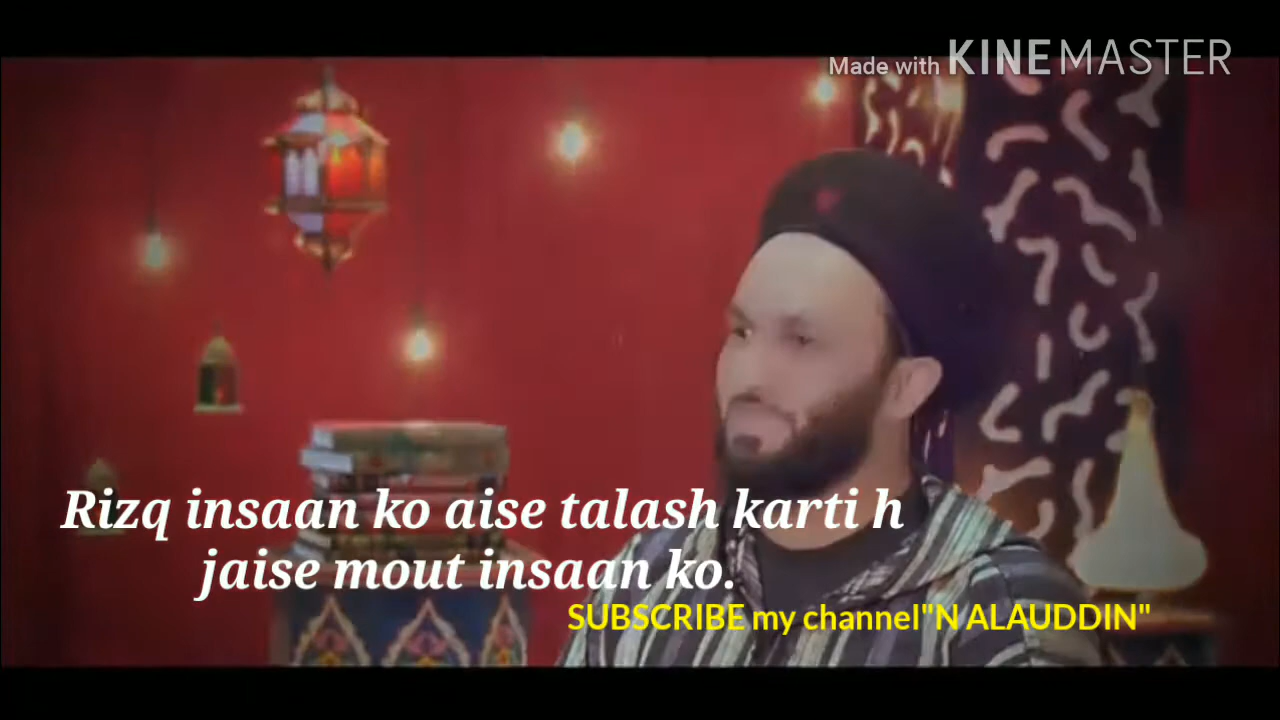 Made with KINEMASTER
Rizq insaan ko aise talash karti h
jaise mout insaan ko.
SUBSCRIBE my channel"N ALAUDDIN"